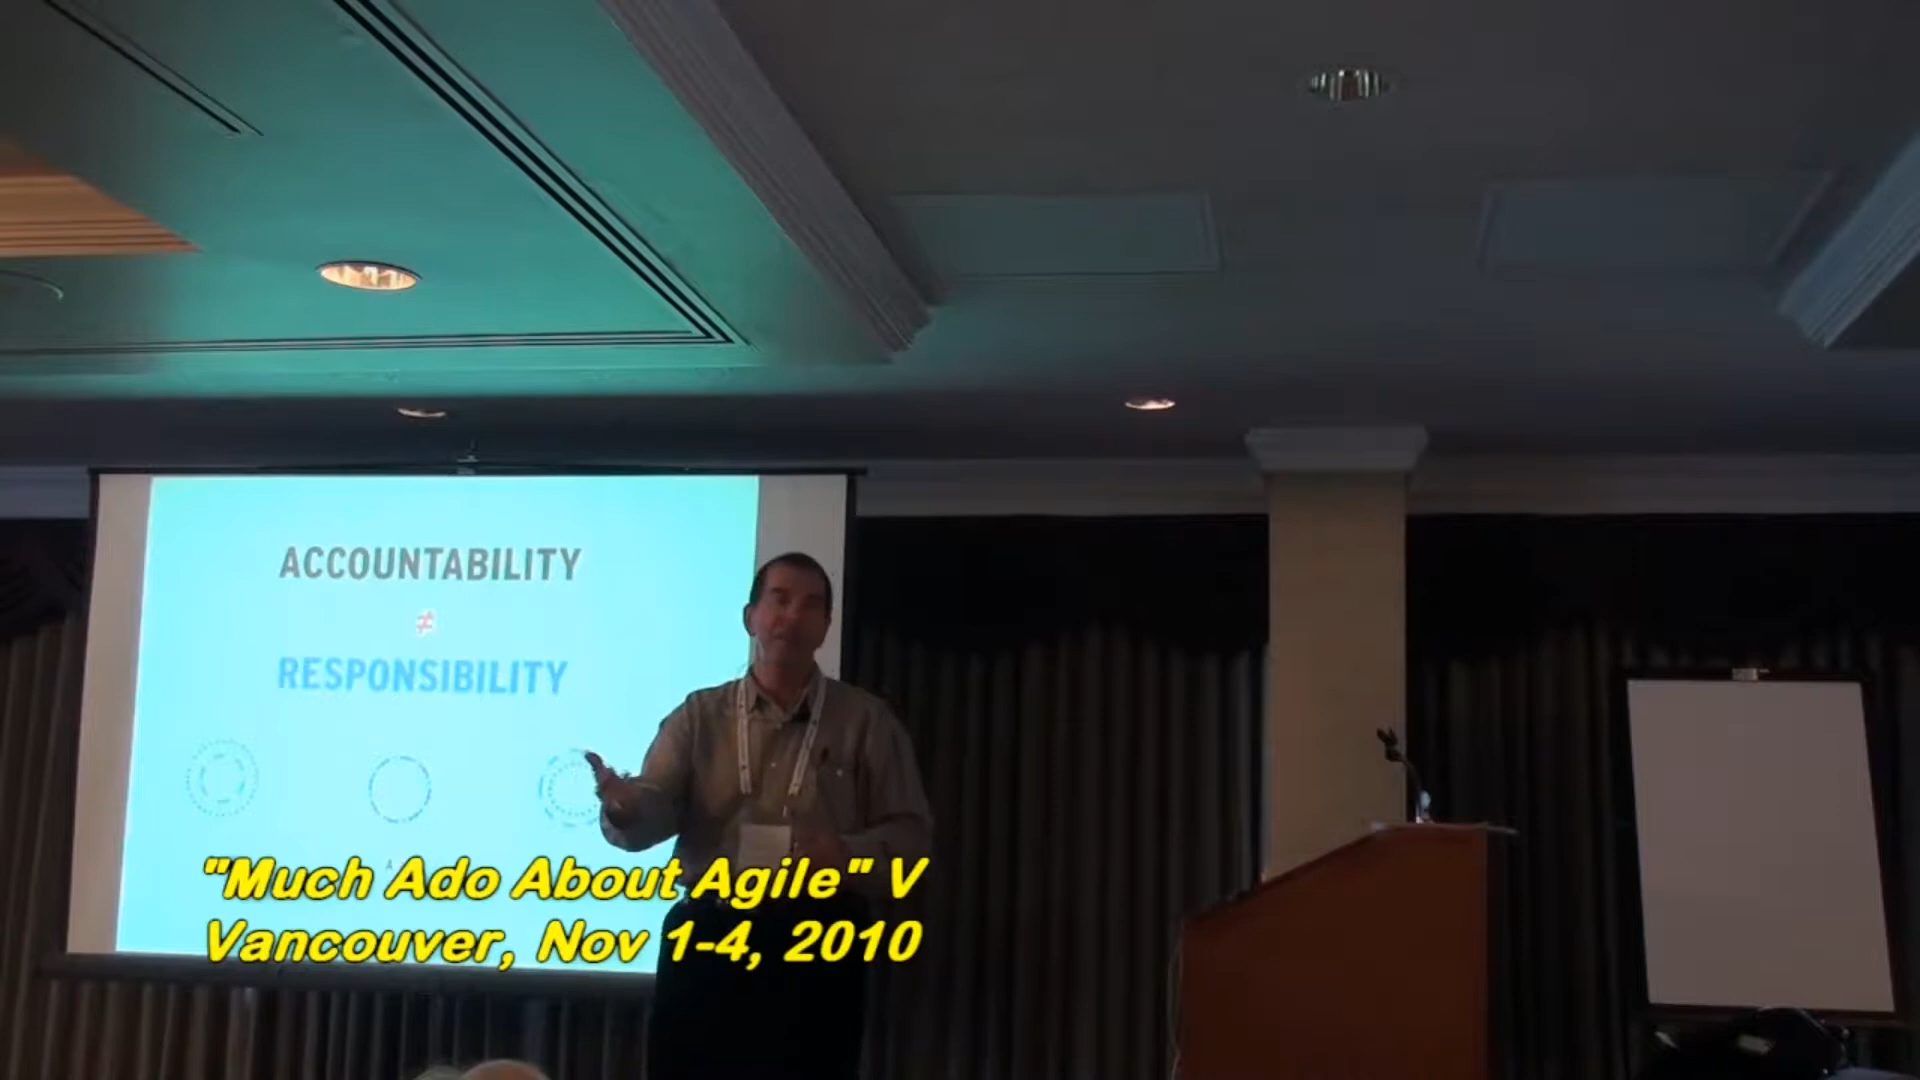 ACCOUNTABILITY
≠
RESPONSIBILITY
"Much Ado About Agile" V
Vancouver, Nov 1-4, 2010